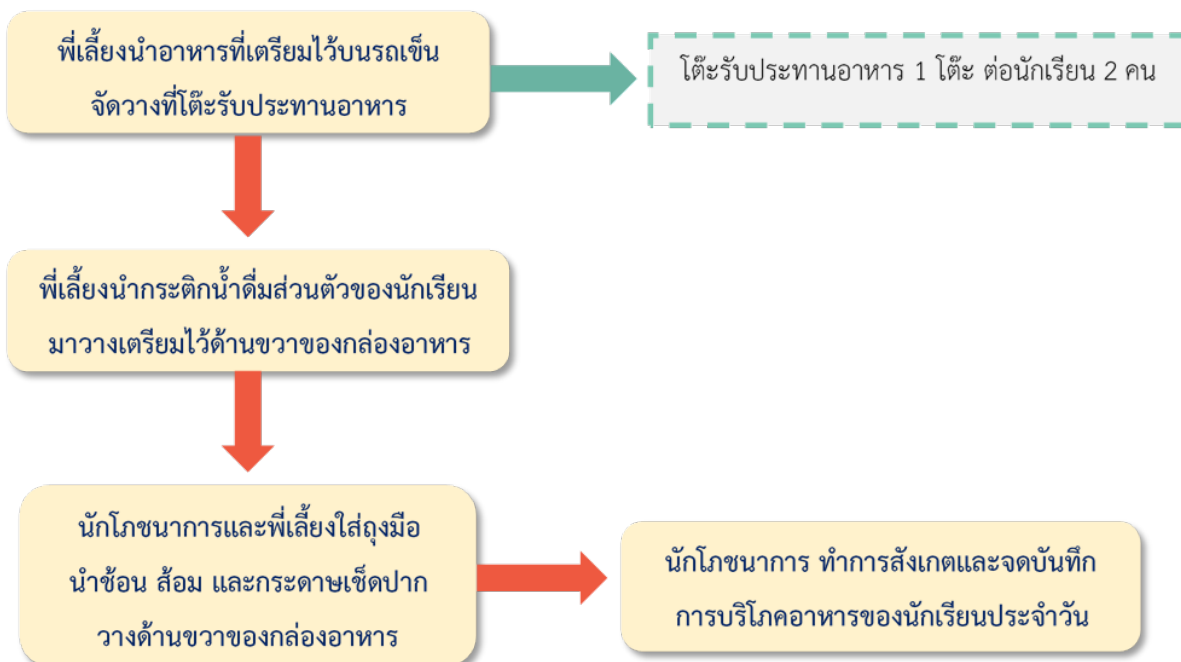 พี่เลี้ยงนำอาหารที่เตรียมไว้บนรถเข็น
จัดวางที่โต๊ะรับประทานอาหาร
โต๊ะรับประทานอาหาร 1 โต๊ะ ต่อนักเรียน 2 คน
พี่เลี้ยงนำกระติกน้ำดื่มส่วนตัวของนักเรียน
มาวางเตรียมไว้ด้านขวาของกล่องอาหาร
นักโภชนาการและพี่เลี้ยงใส่ถุงมือ
นำช้อน ส้อม และกระดาษเช็ดปาก
วางด้านขวาของกล่องอาหาร
นักโภชนาการ ทำการสังเกตและจดบันทึก
การบริโภคอาหารของนักเรียนประจำวัน